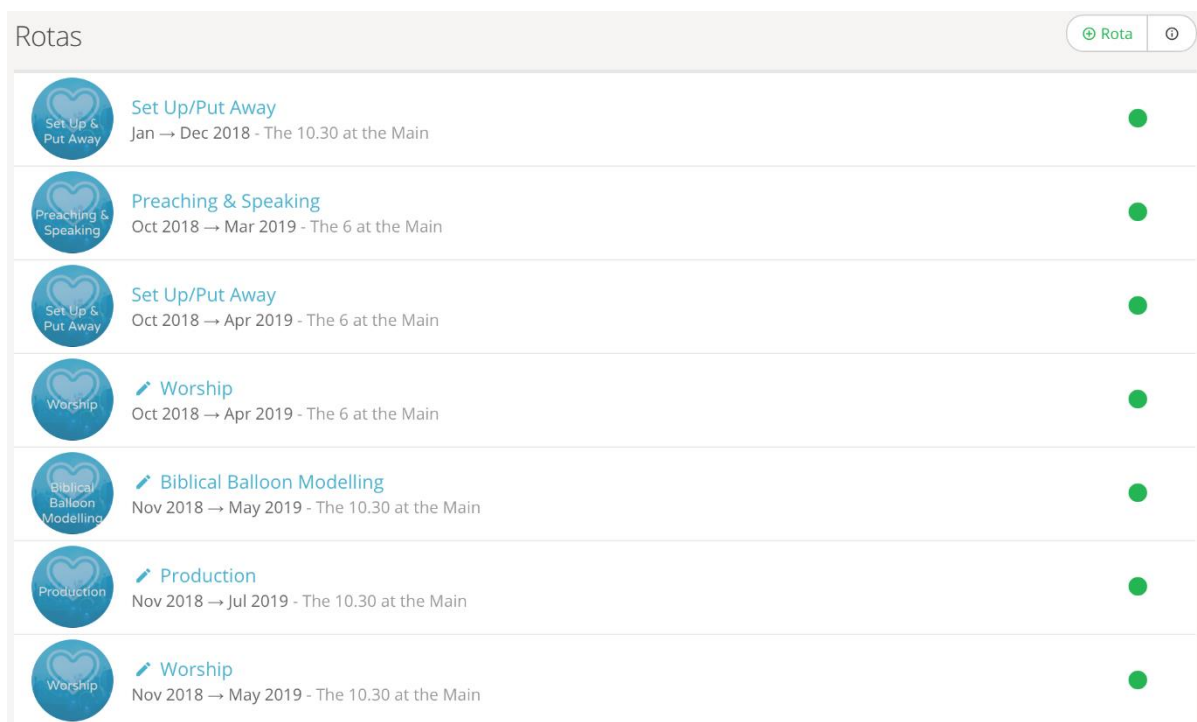 Rotas
Rota
Set Up &
Put Away
Set Up/Put Away
Jan → Dec 2018 - The 10.30 at the Main
Preaching &
Speaking
Preaching & Speaking
Oct 2018 → Mar 2019 - The 6 at the Main
Set Up &
Put Away
Set Up/Put Away
Oct 2018 → Apr 2019 - The 6 at the Main
Worship
Worship
Oct 2018 → Apr 2019 - The 6 at the Main
Biblical
Balloon
Modelling
Biblical Balloon Modelling
Nov 2018 → May 2019 - The 10.30 at the Main
Production
Production
Nov 2018 → Jul 2019 - The 10.30 at the Main
Worship
Worship
Nov 2018 → May 2019 - The 10.30 at the Main